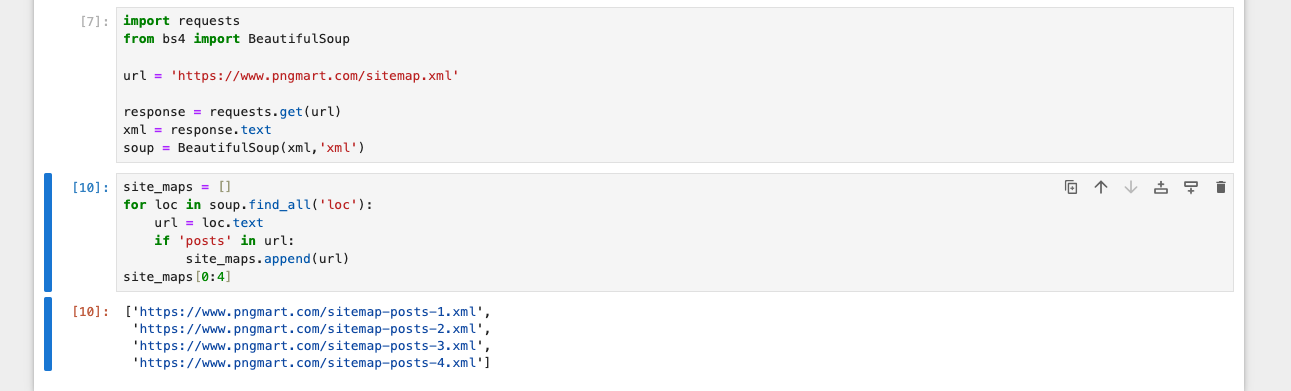 [7]: import requests
from bs4 import BeautifulSoup
url = 'https://www.pngmart.com/sitemap.xml'
response = requests.get(url)
xml = response.text
soup = BeautifulSoup(xml,'xml')
[10]: site_maps = []
for loc in soup.find_all('loc'):
    url = loc.text
    if 'posts' in url:
        site_maps.append(url)
site_maps[0:4]
[10]: ['https://www.pngmart.com/sitemap-posts-1.xml',
 'https://www.pngmart.com/sitemap-posts-2.xml',
 'https://www.pngmart.com/sitemap-posts-3.xml',
 'https://www.pngmart.com/sitemap-posts-4.xml']